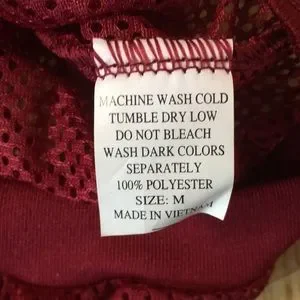 MACHINE WASH COLD
TUMBLE DRY LOW
DO NOT BLEACH
WASH DARK COLORS
SEPARATELY
100% POLYESTER
SIZE: M
MADE IN VIETNAM